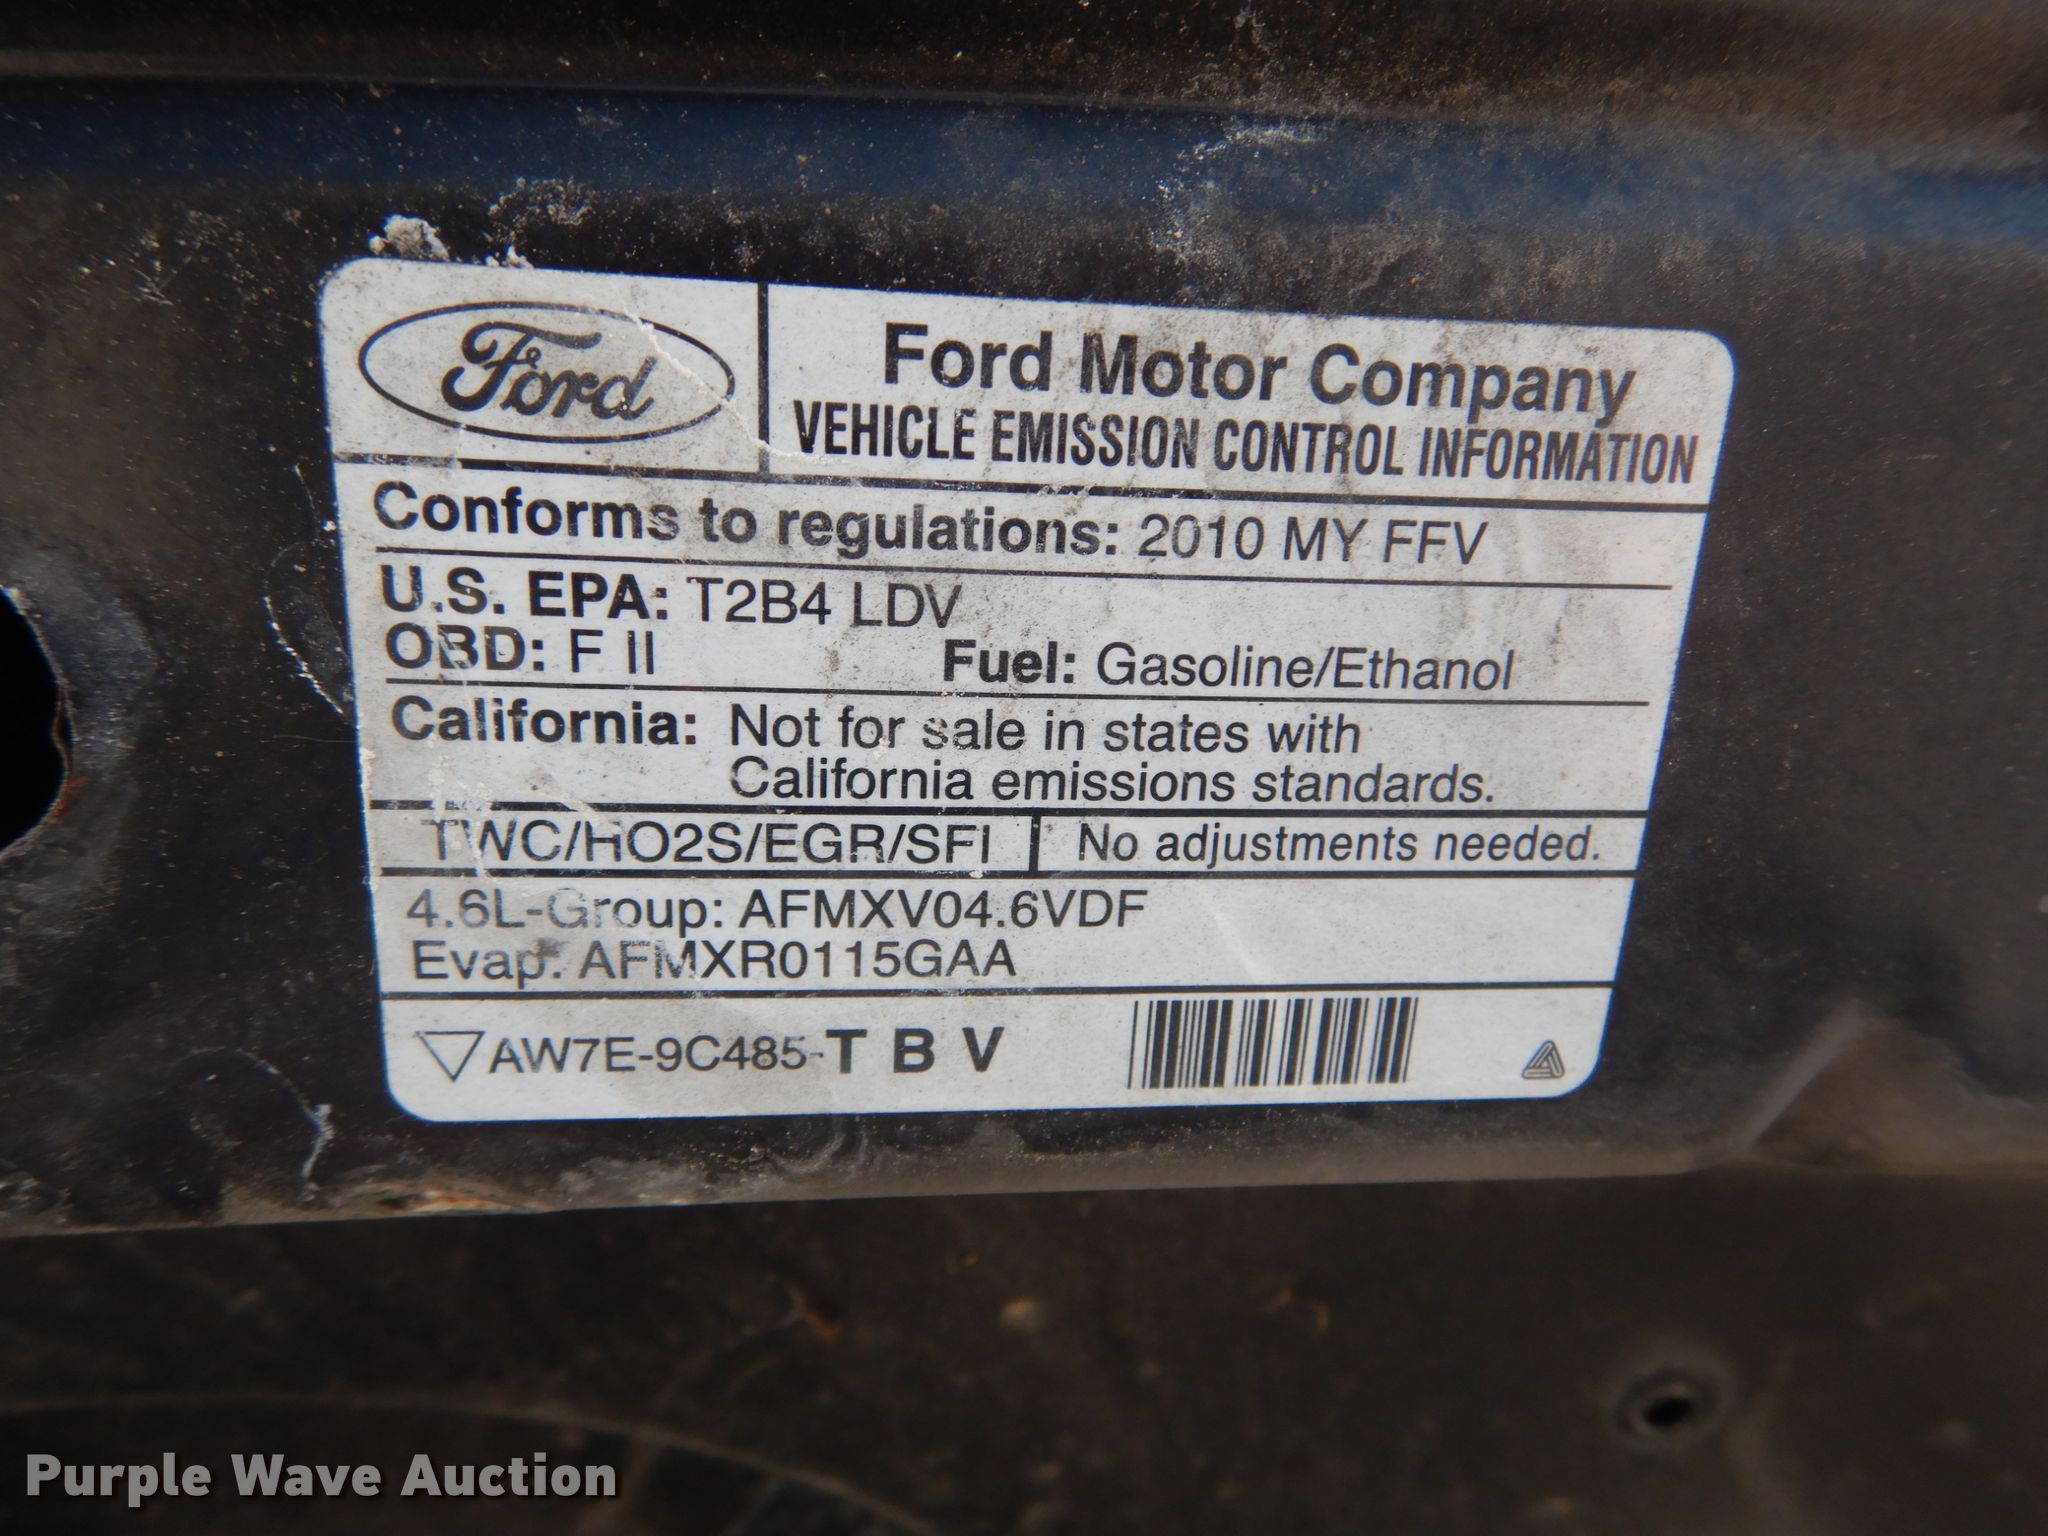 Ford
Ford Motor Company
VEHICLE EMISSION CONTROL INFORMATION
Conforms to regulations: 2010 MY FFV
U.S. EPA: T2B4 LDV
OBD: F II Fuel: Gasoline/Ethanol
California: Not for sale in states with
California emissions standards.
TWC/HO2S/EGR/SFI No adjustments needed.
4.6L-Group: AFMXV04.6VDF
Evap: AFMXR0115GAA
AW7E-9C485-T B V
Purple Wave Auction